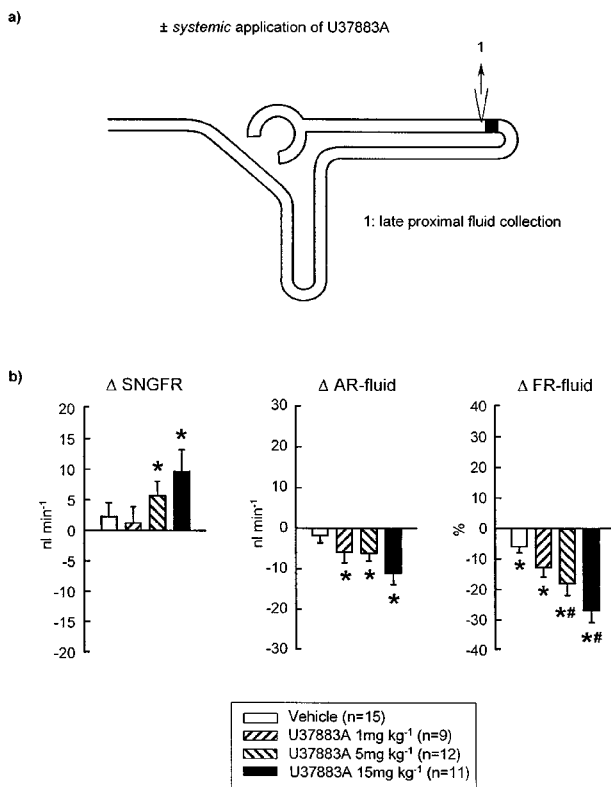 a)
± systemic application of U37883A
1
1: late proximal fluid collection
b)
Δ SNGFR
Δ AR-fluid
Δ FR-fluid
20
15
10
5
0
-5
-10
-15
-20
nl min⁻¹
*
*
30
20
10
0
-10
-20
-30
nl min⁻¹
*
*
*
40
30
20
10
0
-10
-20
-30
-40
%
*
*
*#
*#
Vehicle (n=15)
U37883A 1mg kg⁻¹ (n=9)
U37883A 5mg kg⁻¹ (n=12)
U37883A 15mg kg⁻¹ (n=11)